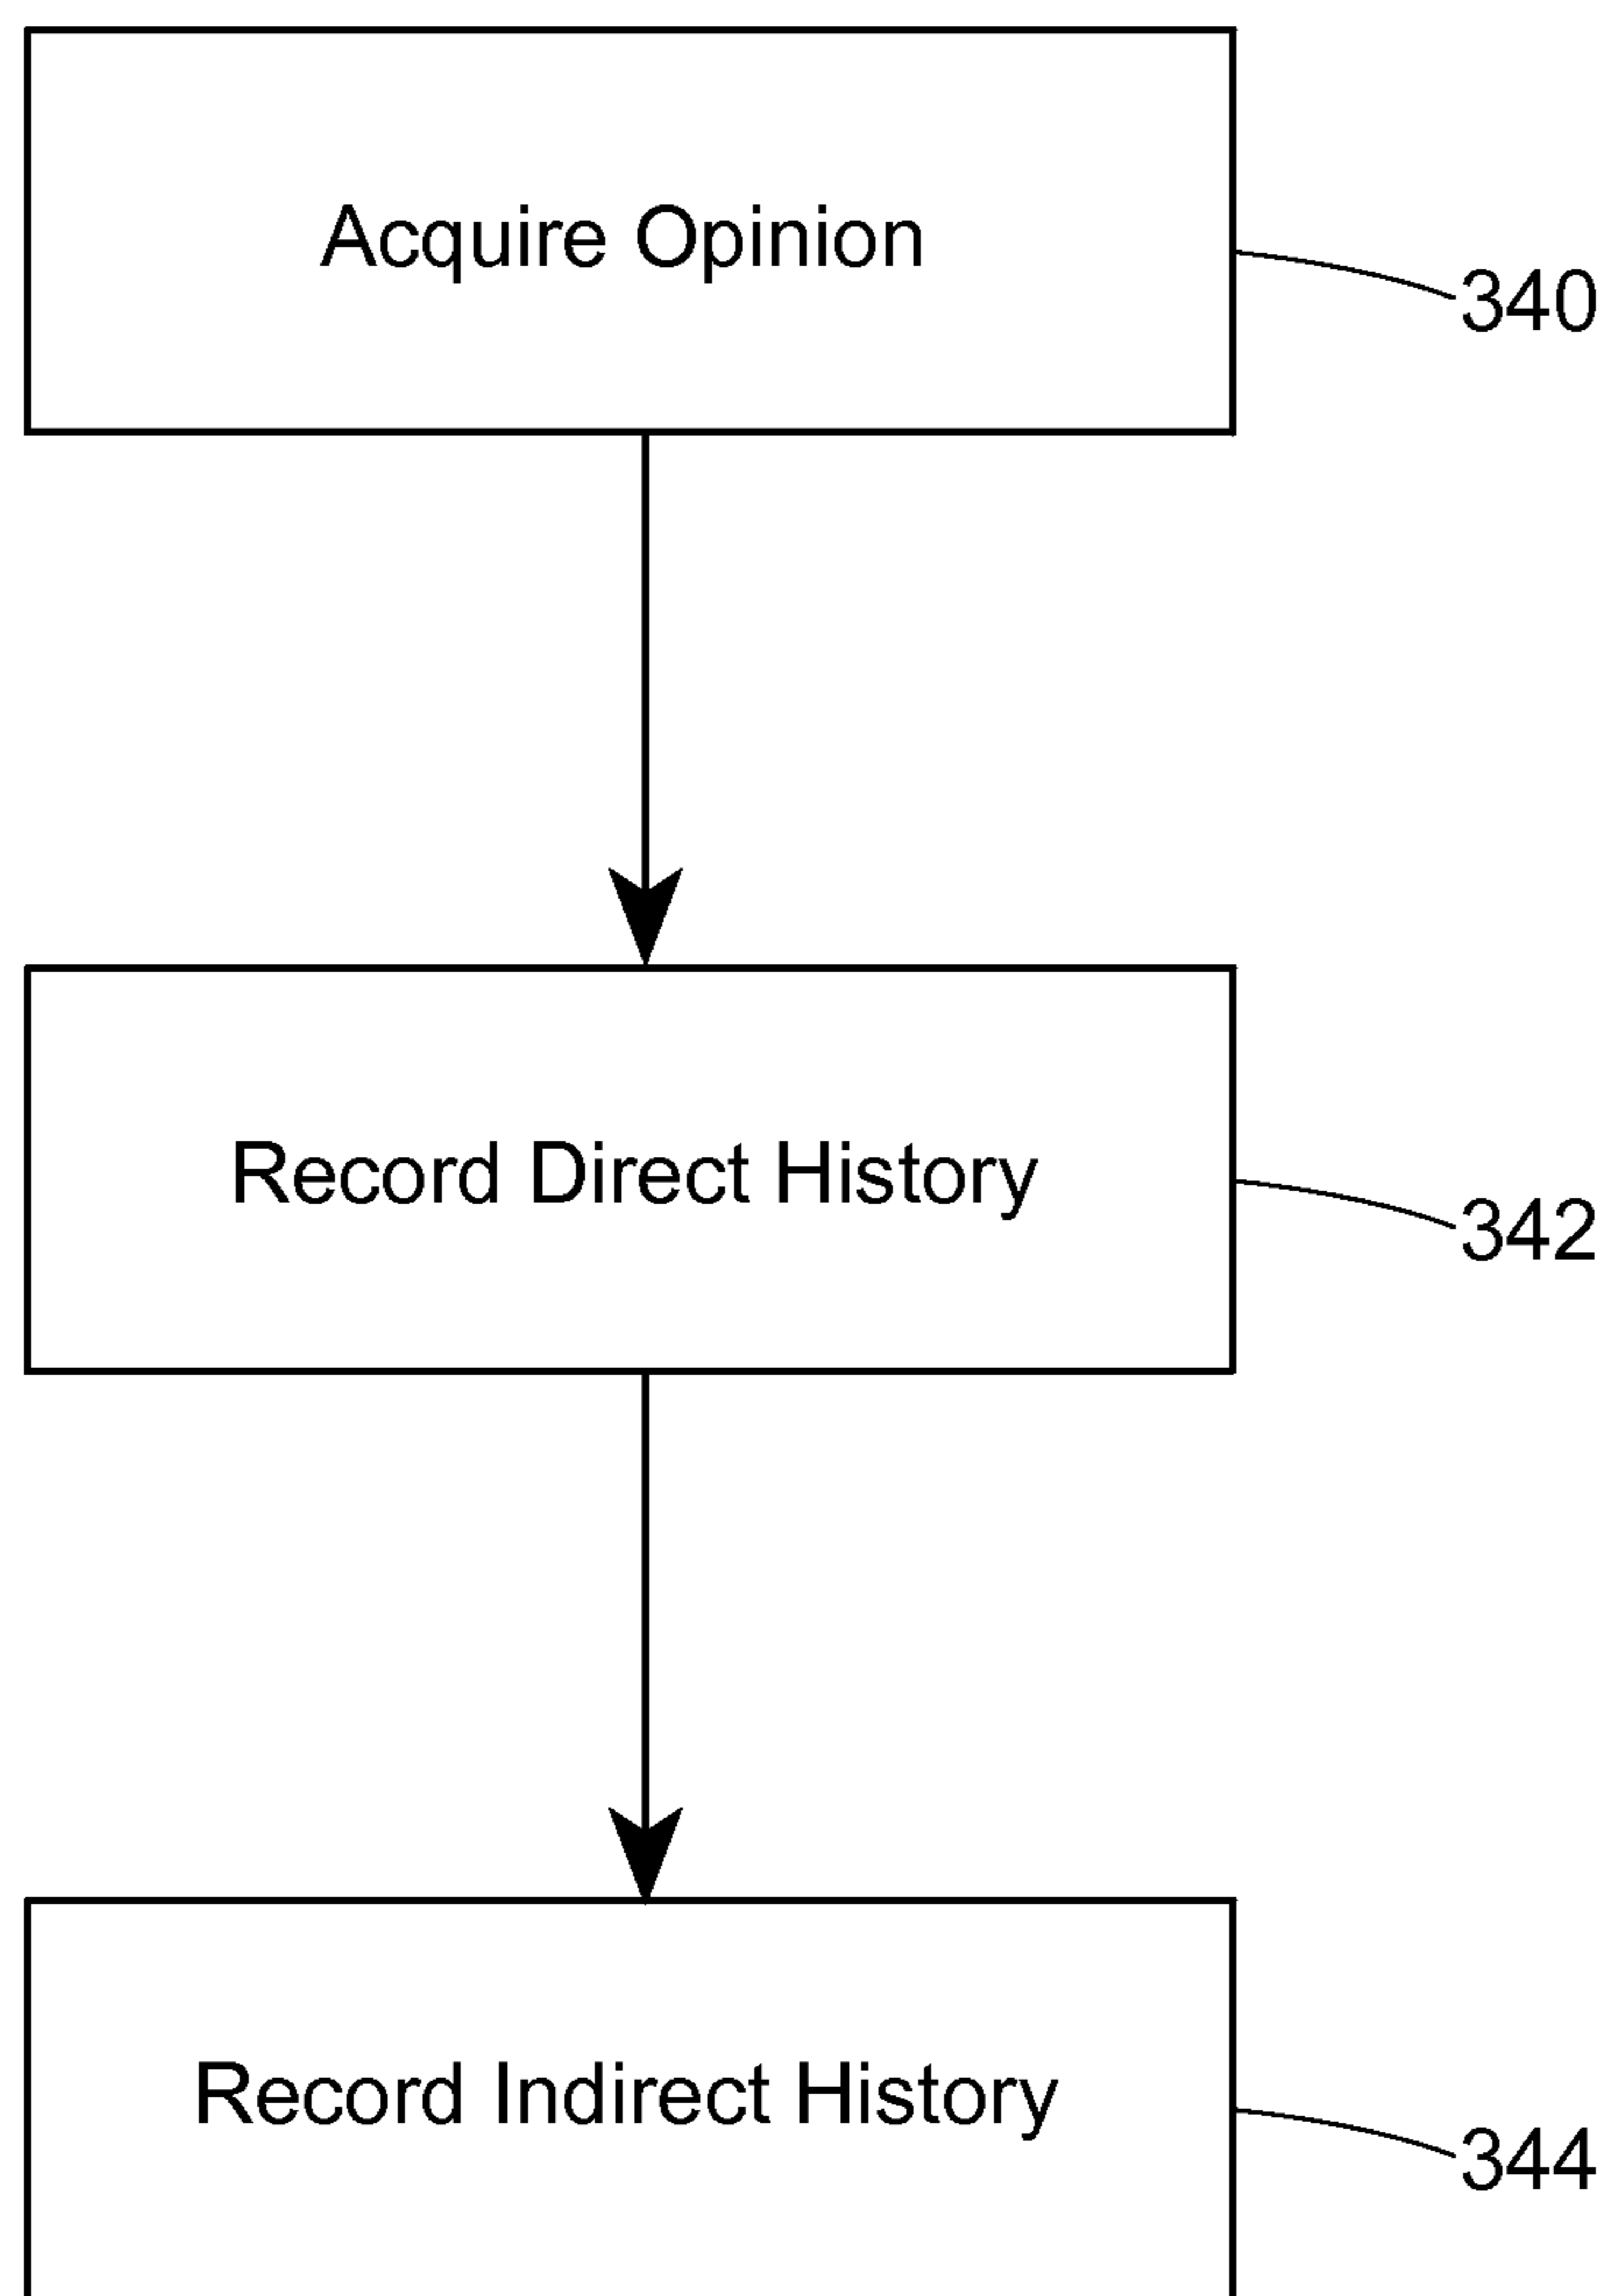 Acquire Opinion
340
Record Direct History
342
Record Indirect History
344